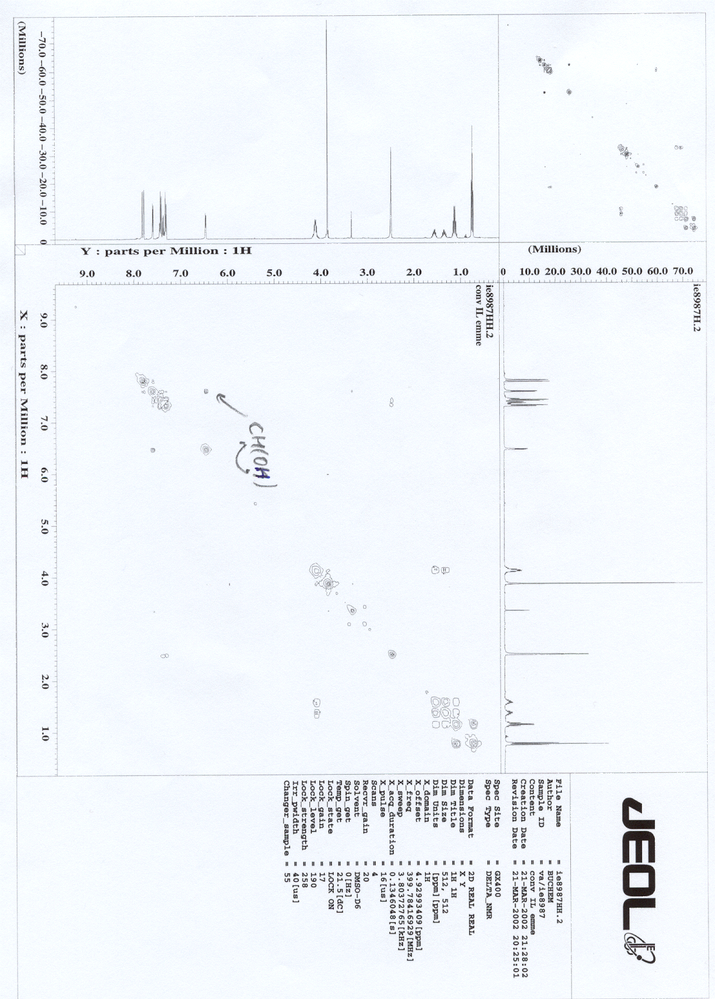 (Millions)
-70.0 -60.0 -50.0 -40.0 -30.0 -20.0 -10.0 0
Y : parts per Million : 1H
9.0 8.0 7.0 6.0 5.0 4.0 3.0 2.0 1.0
(Millions)
0 10.0 20.0 30.0 40.0 50.0 60.0 70.0
ie8987H.2
ie8987HH.2
conv IL emme
X : parts per Million : 1H
9.0 8.0 7.0 6.0 5.0 4.0 3.0 2.0 1.0
CH(OH)
JEOL
File Name = ie8987HH.2
Author = BUCHEM
Sample ID = va/ie8987
Content = conv IL emme
Creation Date = 21-MAR-2002 21:28:02
Revision Date = 21-MAR-2002 20:25:01
Spec Site = GX400
Spec Type = DELTA_NMR
Data Format = 2D REAL REAL
Dimensions = X Y
Dim Title = 1H 1H
Dim Size = 512, 512
Dim Units = [ppm][ppm]
X_domain = 1H
X_offset = 4.92993409[ppm]
X_freq = 399.78416929[MHz]
X_sweep = 3.80372765[kHz]
X_acq_duration = 0.1346048[s]
X_pulse = 16[us]
Scans = 4
Recvr_gain = 20
Solvent = DMSO-D6
Spin_get = 0[Hz]
Temp_get = 21.5[dC]
Lock_state = LOCK ON
Lock_gain = 17
Lock_level = 190
Lock_strength = 258
Irr_pwidth = 40[us]
Changer_sample = 55